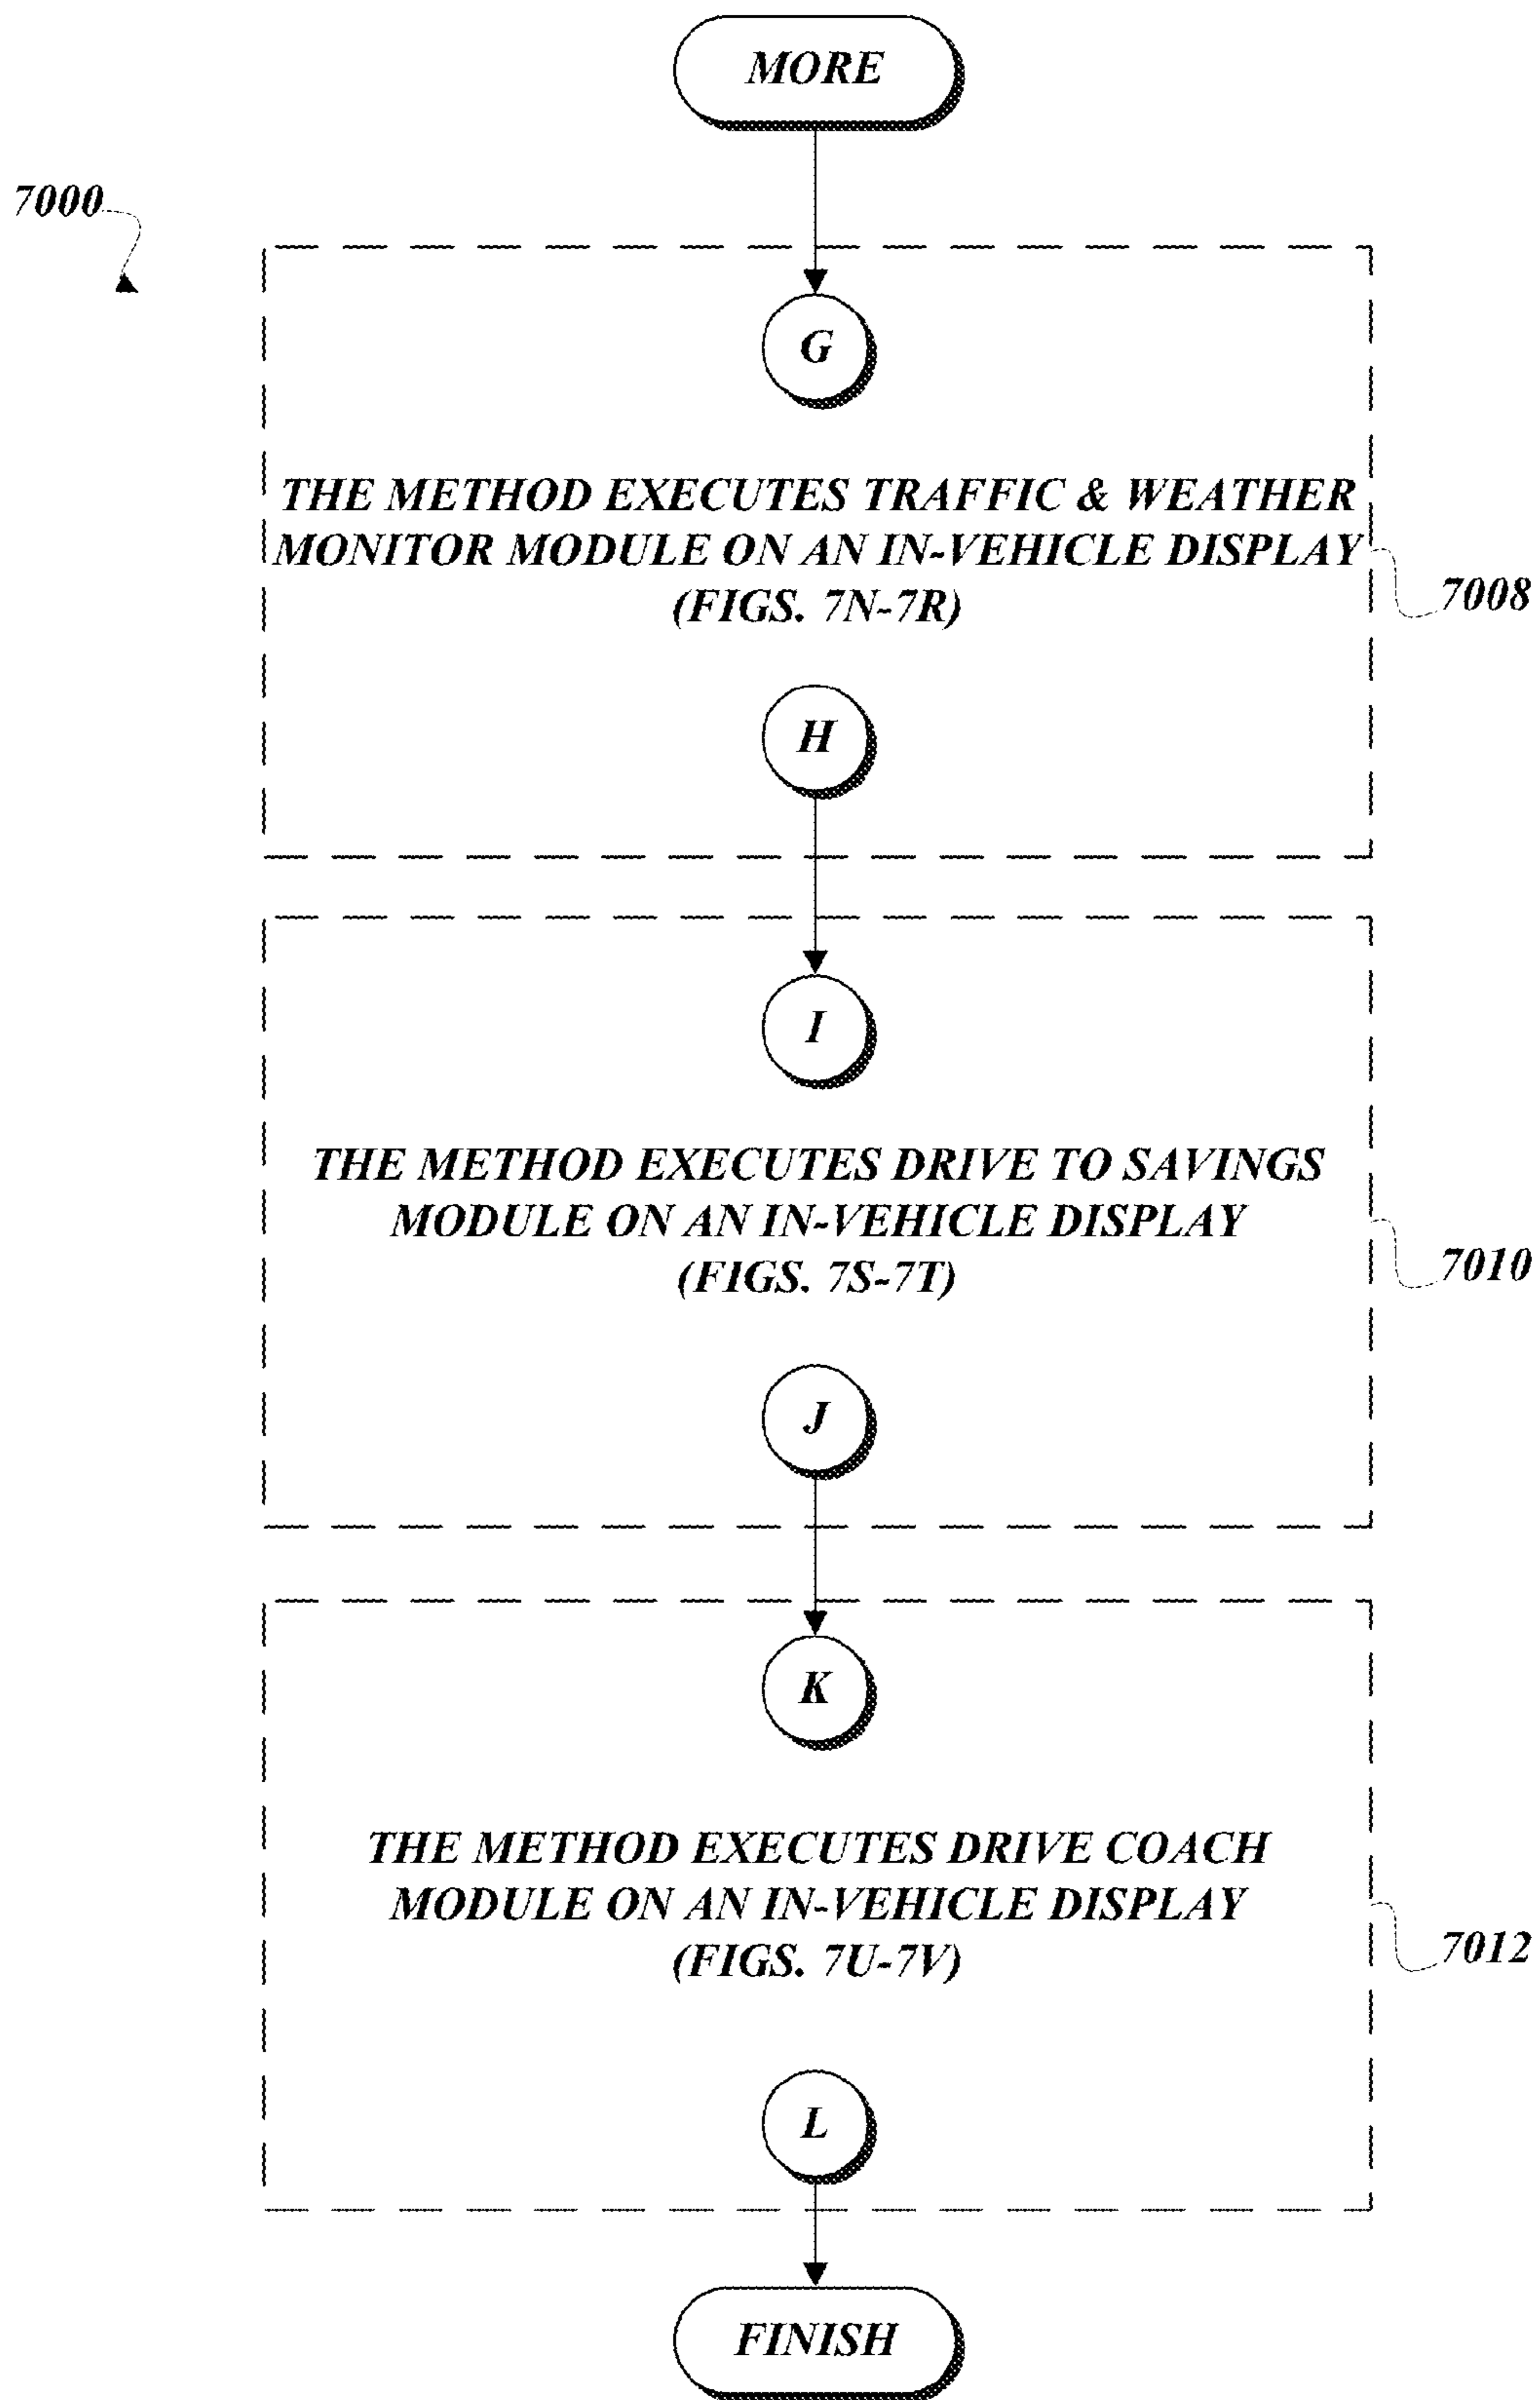 MORE
7000
G
THE METHOD EXECUTES TRAFFIC & WEATHER
MONITOR MODULE ON AN IN-VEHICLE DISPLAY
(FIGS. 7N-7R)
7008
H
I
THE METHOD EXECUTES DRIVE TO SAVINGS
MODULE ON AN IN-VEHICLE DISPLAY
(FIGS. 7S-7T)
7010
J
K
THE METHOD EXECUTES DRIVE COACH
MODULE ON AN IN-VEHICLE DISPLAY
(FIGS. 7U-7V)
7012
L
FINISH